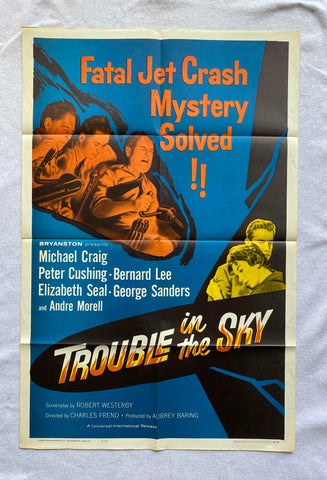 Fatal Jet Crash
Mystery
Solved
!!
BRYANSTON presents
Michael Craig
Peter Cushing · Bernard Lee
Elizabeth Seal · George Sanders
and Andre Morell
TROUBLE in the SKY
Screenplay by ROBERT WESTERBY
Directed by CHARLES FREND · Produced by AUBREY BARING
A Universal-International Release